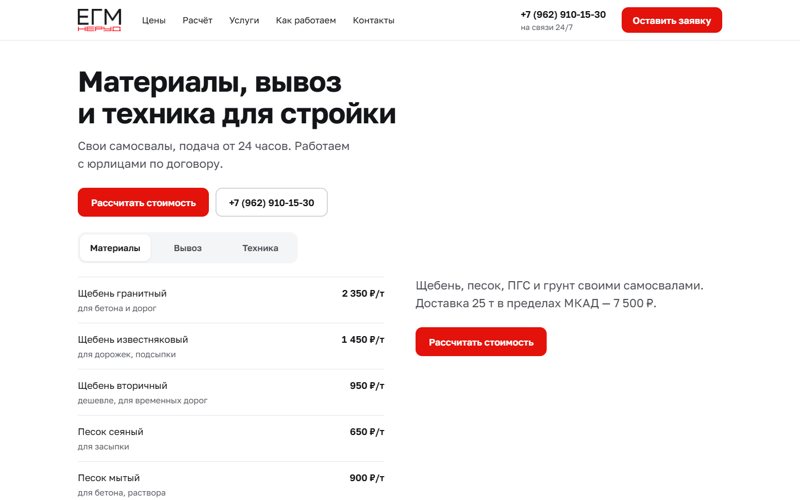 ЕГМ
НЕРУД
Цены
Расчёт
Услуги
Как работаем
Контакты
+7 (962) 910-15-30
на связи 24/7
Оставить заявку
Материалы, вывоз
и техника для стройки
Свои самосвалы, подача от 24 часов. Работаем
с юрлицами по договору.
Рассчитать стоимость
+7 (962) 910-15-30
Материалы
Вывоз
Техника
Щебень гранитный
2 350 ₽/т
для бетона и дорог
Щебень известняковый
1 450 ₽/т
для дорожек, подсыпки
Щебень вторичный
950 ₽/т
дешевле, для временных дорог
Песок сеяный
650 ₽/т
для засыпки
Песок мытый
900 ₽/т
для бетона, раствора
Щебень, песок, ПГС и грунт своими самосвалами.
Доставка 25 т в пределах МКАД — 7 500 ₽.
Рассчитать стоимость